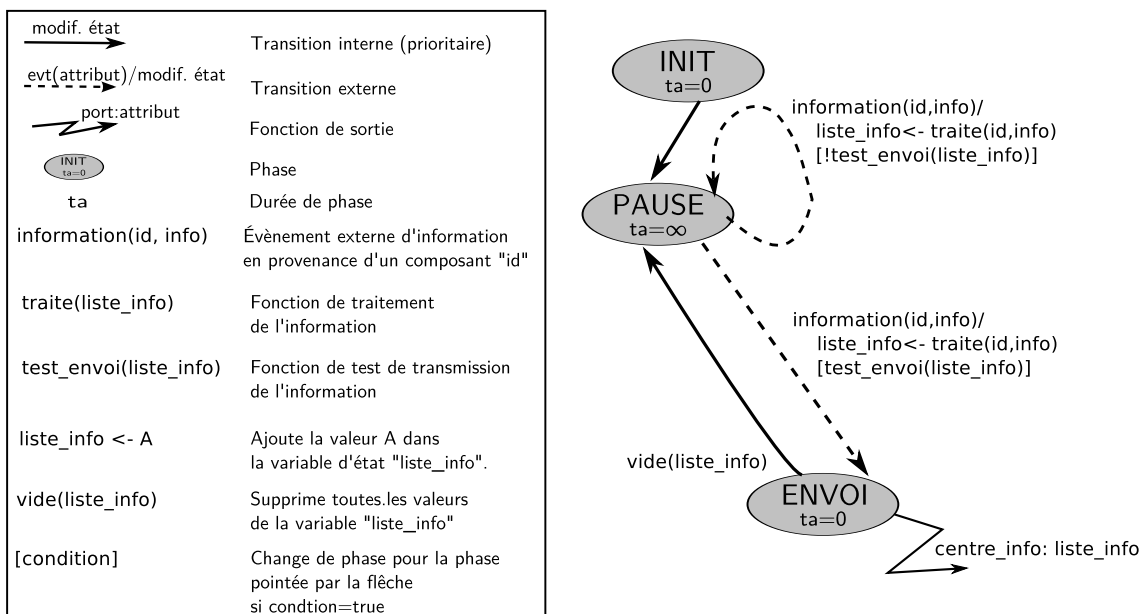 modif. état
Transition interne (prioritaire)
evt(attribut)/modif. état
Transition externe
port:attribut
Fonction de sortie
INIT
ta=0
Phase
ta
Durée de phase
information(id, info)
Évènement externe d'information
en provenance d'un composant "id"
traite(liste_info)
Fonction de traitement
de l'information
test_envoi(liste_info)
Fonction de test de transmission
de l'information
liste_info <- A
Ajoute la valeur A dans
la variable d'état "liste_info".
vide(liste_info)
Supprime toutes.les valeurs
de la variable "liste_info"
[condition]
Change de phase pour la phase
pointée par la flêche
si condtion=true
INIT
ta=0
information(id,info)/
liste_info<- traite(id,info)
[!test_envoi(liste_info)]
PAUSE
ta=∞
information(id,info)/
liste_info<- traite(id,info)
[test_envoi(liste_info)]
vide(liste_info)
ENVOI
ta=0
centre_info: liste_info